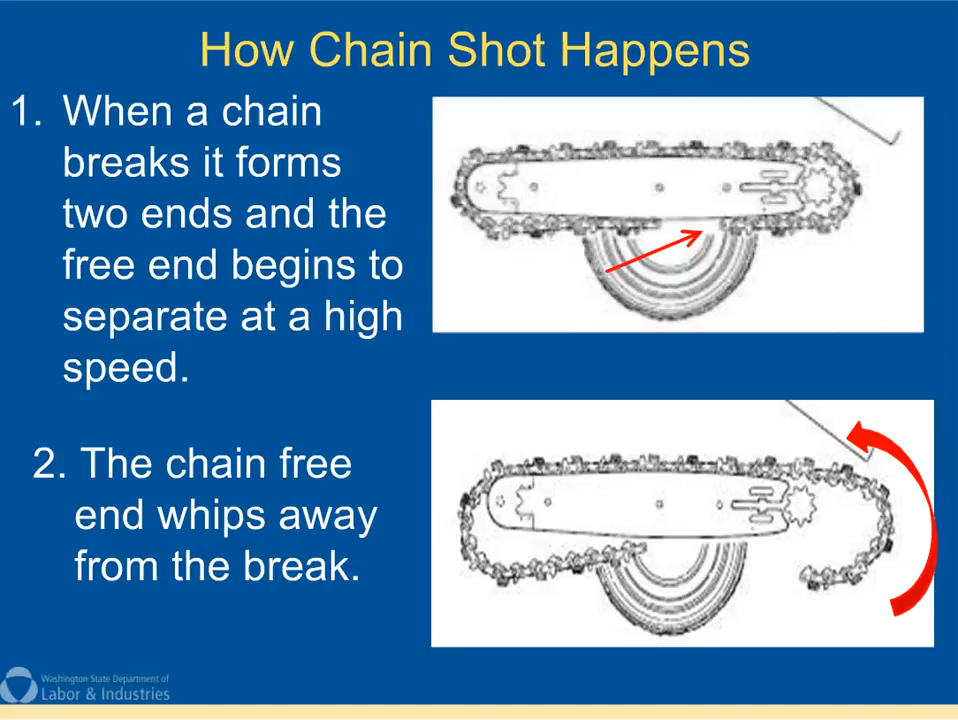 How Chain Shot Happens
1. When a chain
breaks it forms
two ends and the
free end begins to
separate at a high
speed.
2. The chain free
end whips away
from the break.
Washington State Department of
Labor & Industries